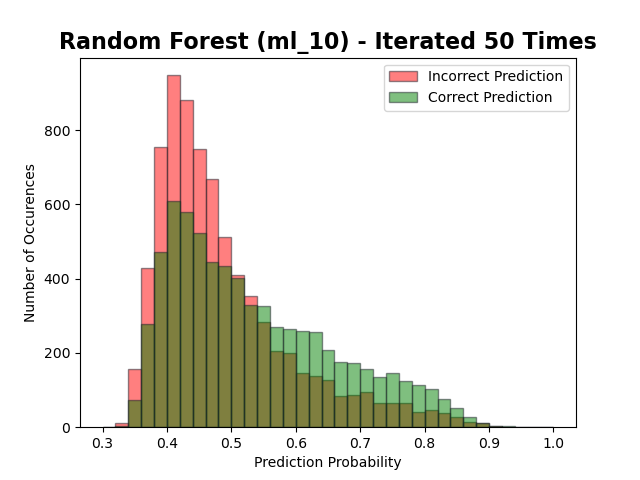 Random Forest (ml_10) - Iterated 50 Times
Incorrect Prediction
Correct Prediction
Number of Occurences
800
600
400
200
0
0.3 0.4 0.5 0.6 0.7 0.8 0.9 1.0
Prediction Probability